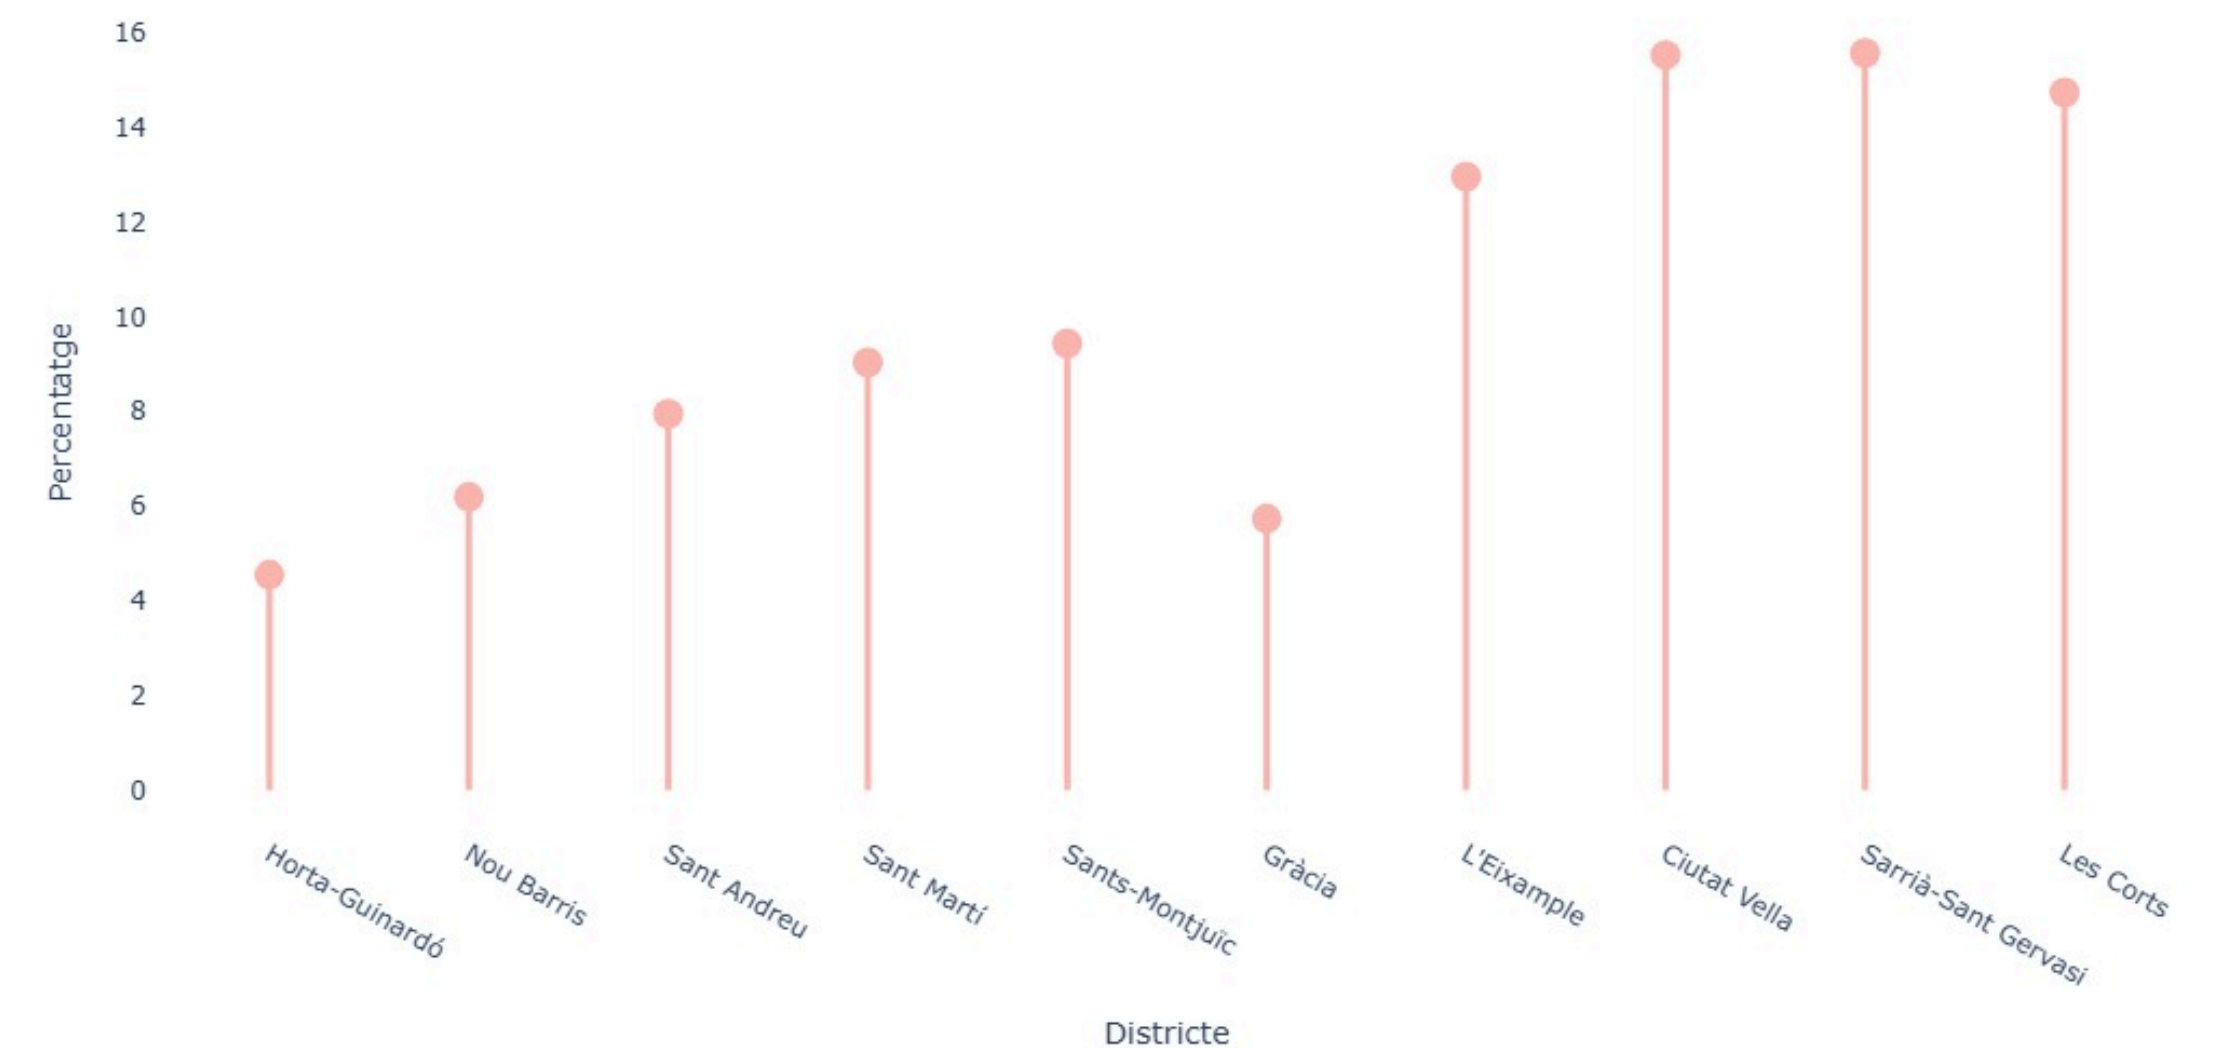 16
14
12
10
8
6
4
2
0
Percentatge
Horta-Guinardó
Nou Barris
Sant Andreu
Sant Martí
Sants-Montjuïc
Gràcia
L'Eixample
Ciutat Vella
Sarrià-Sant Gervasi
Les Corts
Districte